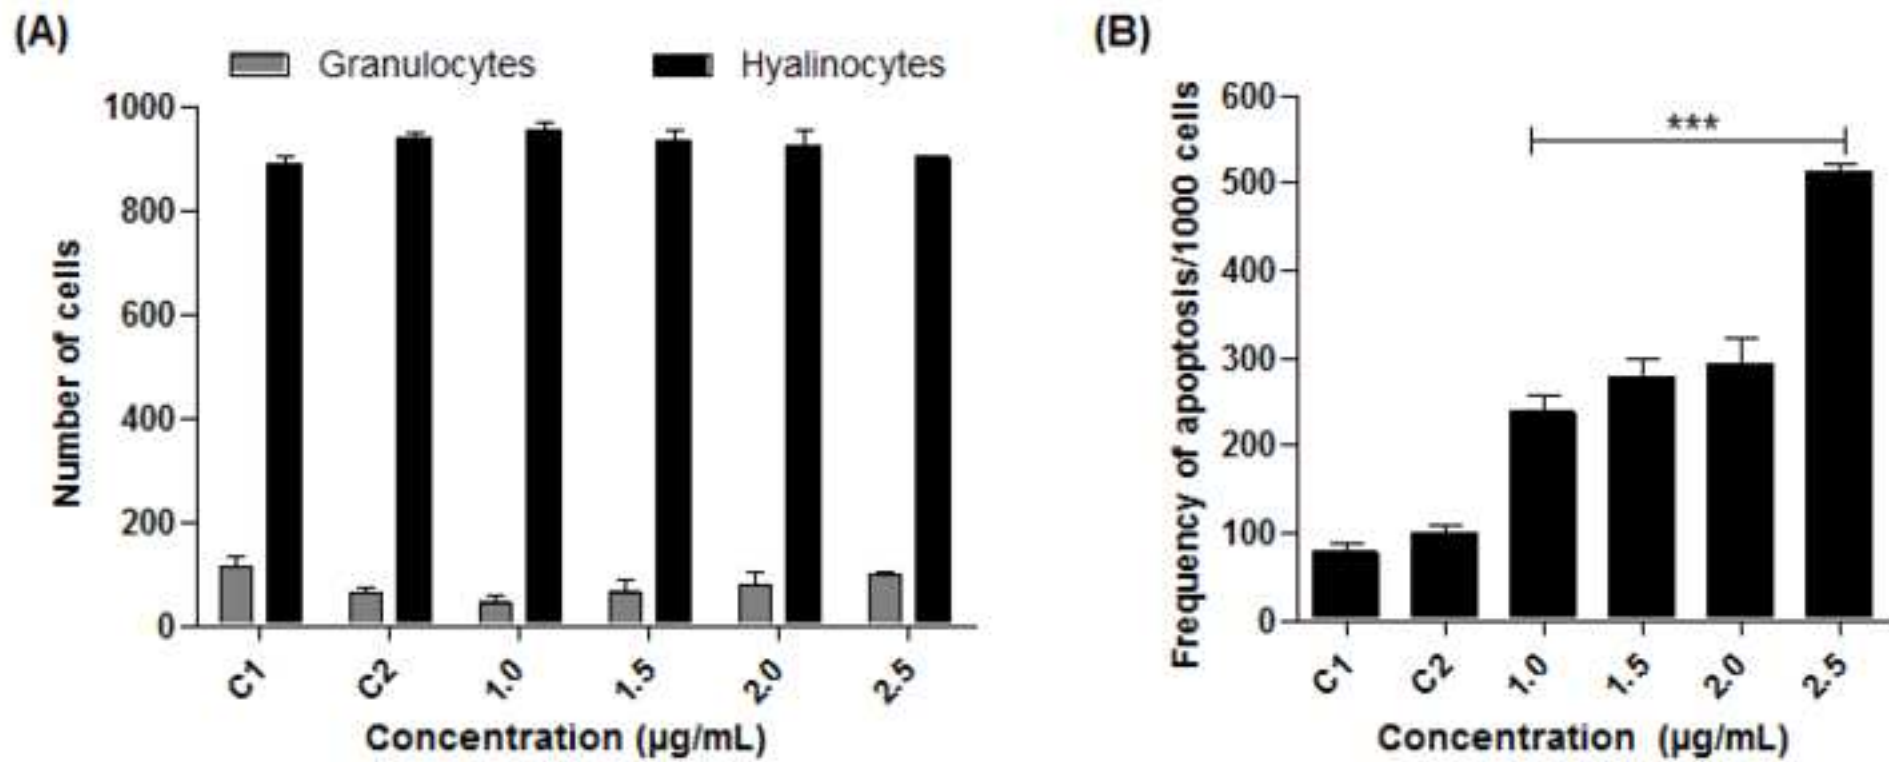 (A)
Granulocytes
Hyalinocytes
Number of cells
1000
800
600
400
200
0
C1
C2
1.0
1.5
2.0
2.5
Concentration (µg/mL)
(B)
Frequency of apoptosis/1000 cells
600
500
400
300
200
100
0
***
C1
C2
1.0
1.5
2.0
2.5
Concentration (µg/mL)